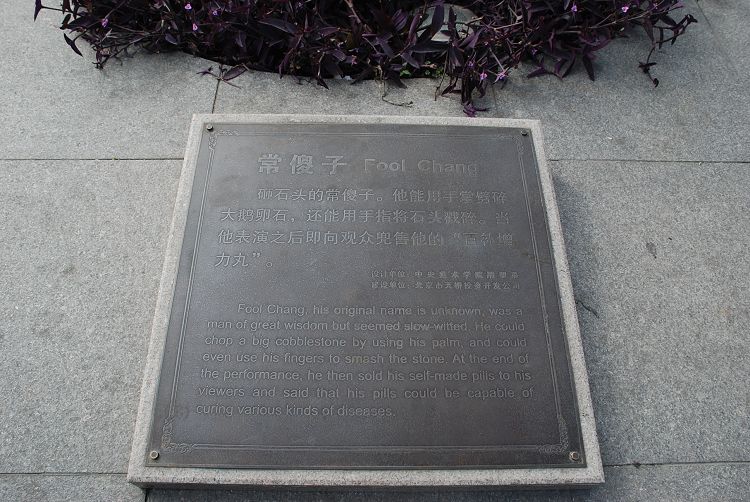 常傻子 Fool Chang
砸石头的常傻子。他能用手掌劈碎
大鹅卵石，还能用手指将石头戳碎。当
他表演之后即向观众兜售他的“百补增
力丸”。
设计单位：中央美术学院雕塑系
建设单位：北京市天桥投资开发公司
Fool Chang, his original name is unknown, was a
man of great wisdom but seemed slow-witted. He could
chop a big cobblestone by using his palm, and could
even use his fingers to smash the stone. At the end of
the performance, he then sold his self-made pills to his
viewers and said that his pills could be capable of
curing various kinds of diseases.